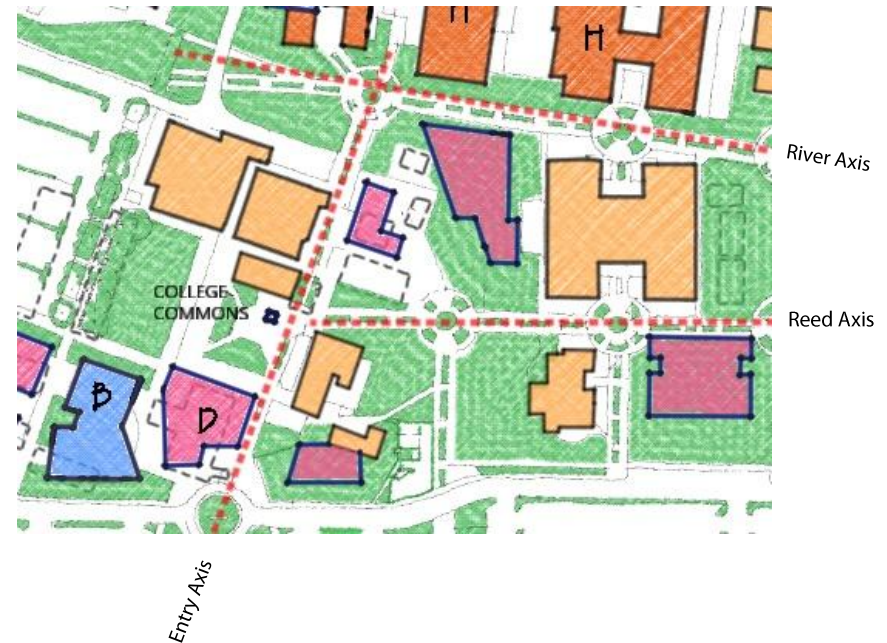 H
H
River Axis
COLLEGE
COMMONS
Reed Axis
B
D
Entry Axis